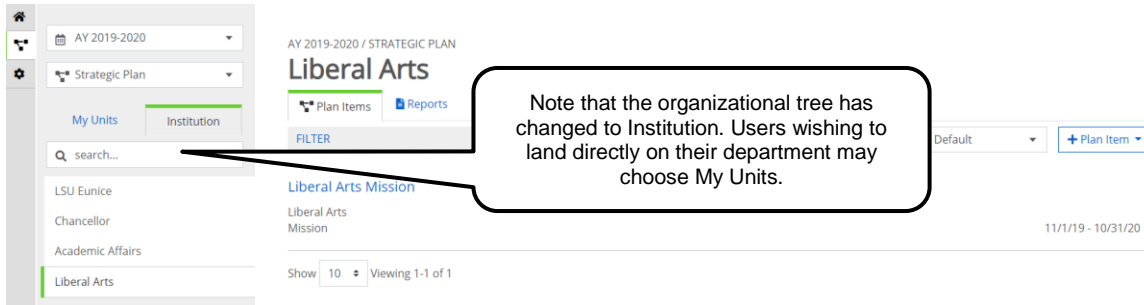 AY 2019-2020
Strategic Plan
My Units
Institution
search...
LSU Eunice
Chancellor
Academic Affairs
Liberal Arts
AY 2019-2020 / STRATEGIC PLAN
Liberal Arts
Plan Items
Reports
FILTER
Default
+ Plan Item
Note that the organizational tree has
changed to Institution. Users wishing to
land directly on their department may
choose My Units.
Liberal Arts Mission
Liberal Arts
Mission
11/1/19 - 10/31/20
Show 10 Viewing 1-1 of 1